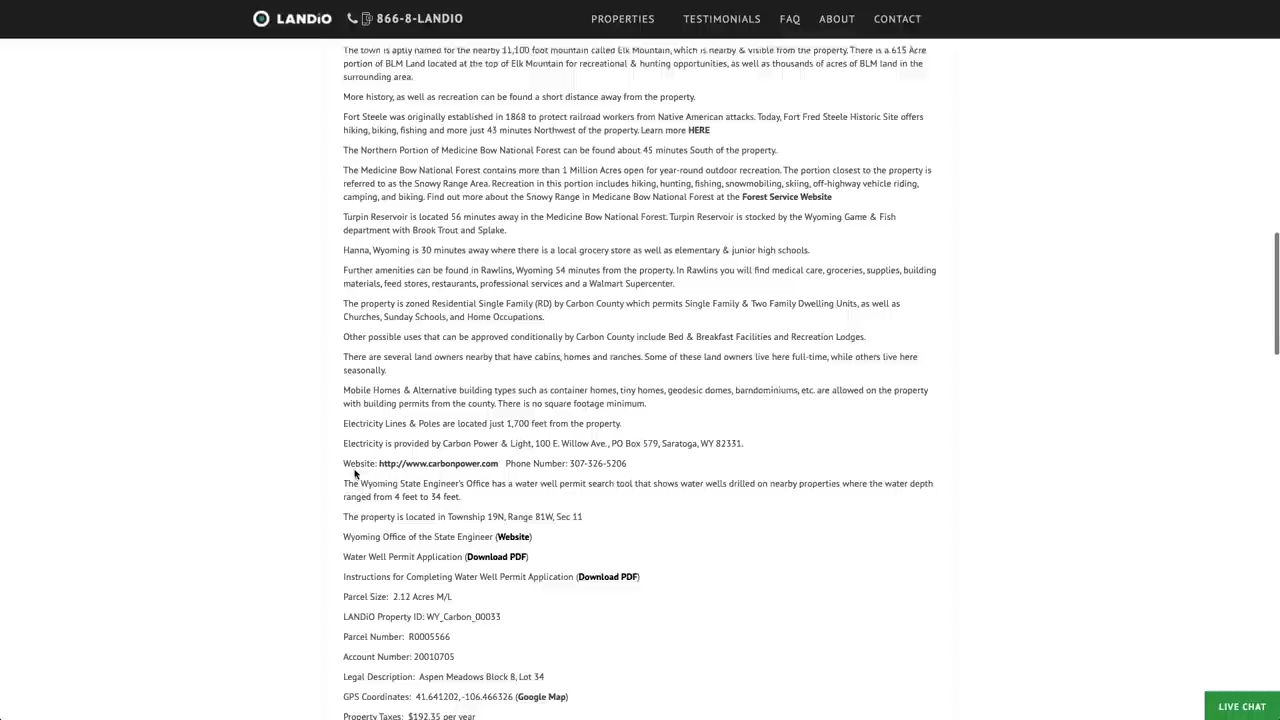 LANDiO 866-8-LANDIO PROPERTIES TESTIMONIALS FAQ ABOUT CONTACT
The town is aptly named for the nearby 11,100 foot mountain called Elk Mountain, which is nearby & visible from the property. There is a 615 Acre
portion of BLM Land located at the top of Elk Mountain for recreational & hunting opportunities, as well as thousands of acres of BLM land in the
surrounding area.
More history, as well as recreation can be found a short distance away from the property.
Fort Steele was originally established in 1868 to protect railroad workers from Native American attacks. Today, Fort Fred Steele Historic Site offers
hiking, biking, fishing and more just 43 minutes Northwest of the property. Learn more HERE
The Northern Portion of Medicine Bow National Forest can be found about 45 minutes South of the property.
The Medicine Bow National Forest contains more than 1 Million Acres open for year-round outdoor recreation. The portion closest to the property is
referred to as the Snowy Range Area. Recreation in this portion includes hiking, hunting, fishing, snowmobiling, skiing, off-highway vehicle riding,
camping, and biking. Find out more about the Snowy Range in Medicane Bow National Forest at the Forest Service Website
Turpin Reservoir is located 56 minutes away in the Medicine Bow National Forest. Turpin Reservoir is stocked by the Wyoming Game & Fish
department with Brook Trout and Splake.
Hanna, Wyoming is 30 minutes away where there is a local grocery store as well as elementary & junior high schools.
Further amenities can be found in Rawlins, Wyoming 54 minutes from the property. In Rawlins you will find medical care, groceries, supplies, building
materials, feed stores, restaurants, professional services and a Walmart Supercenter.
The property is zoned Residential Single Family (RD) by Carbon County which permits Single Family & Two Family Dwelling Units, as well as
Churches, Sunday Schools, and Home Occupations.
Other possible uses that can be approved conditionally by Carbon County include Bed & Breakfast Facilities and Recreation Lodges.
There are several land owners nearby that have cabins, homes and ranches. Some of these land owners live here full-time, while others live here
seasonally.
Mobile Homes & Alternative building types such as container homes, tiny homes, geodesic domes, barndominiums, etc. are allowed on the property
with building permits from the county. There is no square footage minimum.
Electricity Lines & Poles are located just 1,700 feet from the property.
Electricity is provided by Carbon Power & Light, 100 E. Willow Ave., PO Box 579, Saratoga, WY 82331.
Website: http://www.carbonpower.com Phone Number: 307-326-5206
The Wyoming State Engineer's Office has a water well permit search tool that shows water wells drilled on nearby properties where the water depth
ranged from 4 feet to 34 feet.
The property is located in Township 19N, Range 81W, Sec 11
Wyoming Office of the State Engineer (Website)
Water Well Permit Application (Download PDF)
Instructions for Completing Water Well Permit Application (Download PDF)
Parcel Size: 2.12 Acres M/L
LANDiO Property ID: WY_Carbon_00033
Parcel Number: R0005566
Account Number: 20010705
Legal Description: Aspen Meadows Block 8, Lot 34
GPS Coordinates: 41.641202, -106.466326 (Google Map)
Property Taxes: $192.35 per year
LIVE CHAT